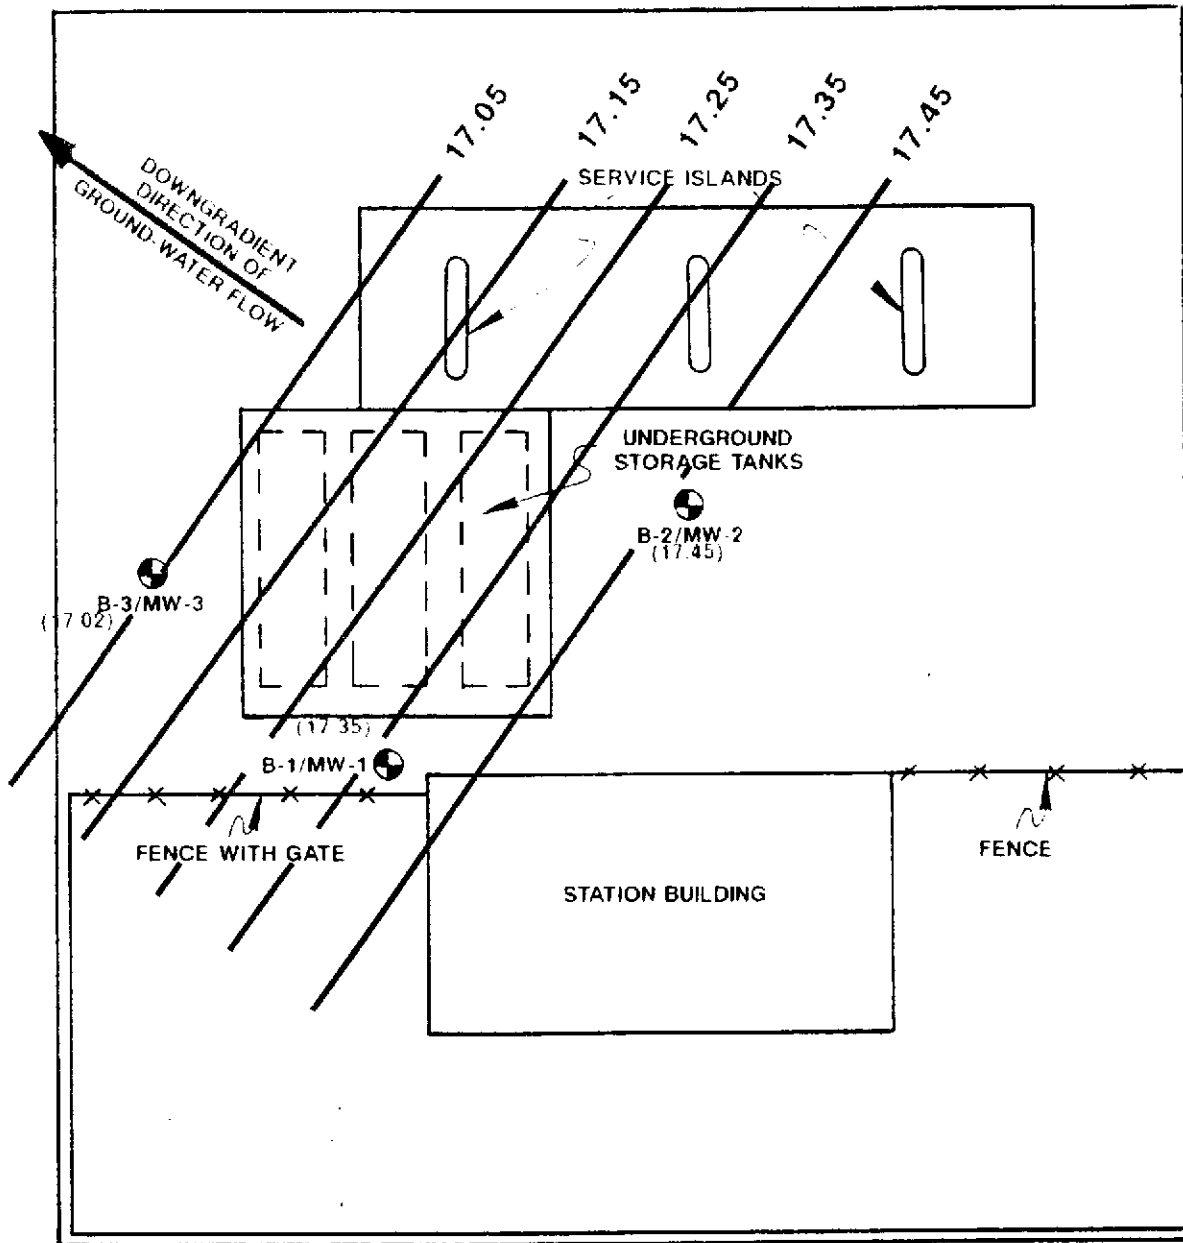 17.05
17.15
17.25
17.35
17.45
DOWNGRADIENT
DIRECTION OF
GROUND-WATER FLOW
SERVICE ISLANDS
UNDERGROUND
STORAGE TANKS
B-2/MW-2
(17.45)
B-3/MW-3
(17.02)
(17.35)
B-1/MW-1
FENCE WITH GATE
FENCE
STATION BUILDING